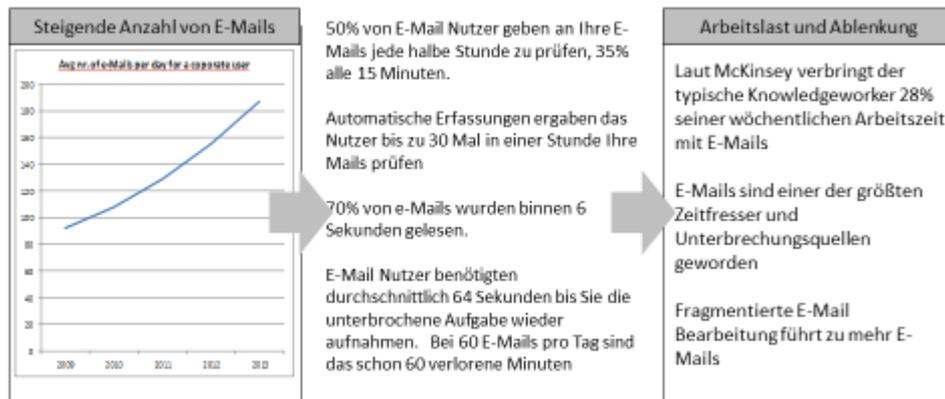 Steigende Anzahl von E-Mails
Avg nr. of e-Mails per day for a coporate user
200
180
160
140
120
100
80
60
40
20
0
2009 2010 2011 2012 2013
50% von E-Mail Nutzer geben an Ihre E-
Mails jede halbe Stunde zu prüfen, 35%
alle 15 Minuten.
Automatische Erfassungen ergaben das
Nutzer bis zu 30 Mal in einer Stunde Ihre
Mails prüfen
70% von e-Mails wurden binnen 6
Sekunden gelesen.
E-Mail Nutzer benötigten
durchschnittlich 64 Sekunden bis Sie die
unterbrochene Aufgabe wieder
aufnahmen. Bei 60 E-Mails pro Tag sind
das schon 60 verlorene Minuten
Arbeitslast und Ablenkung
Laut McKinsey verbringt der
typische Knowledgeworker 28%
seiner wöchentlichen Arbeitszeit
mit E-Mails
E-Mails sind einer der größten
Zeitfresser und
Unterbrechungsquellen
geworden
Fragmentierte E-Mail
Bearbeitung führt zu mehr E-
Mails